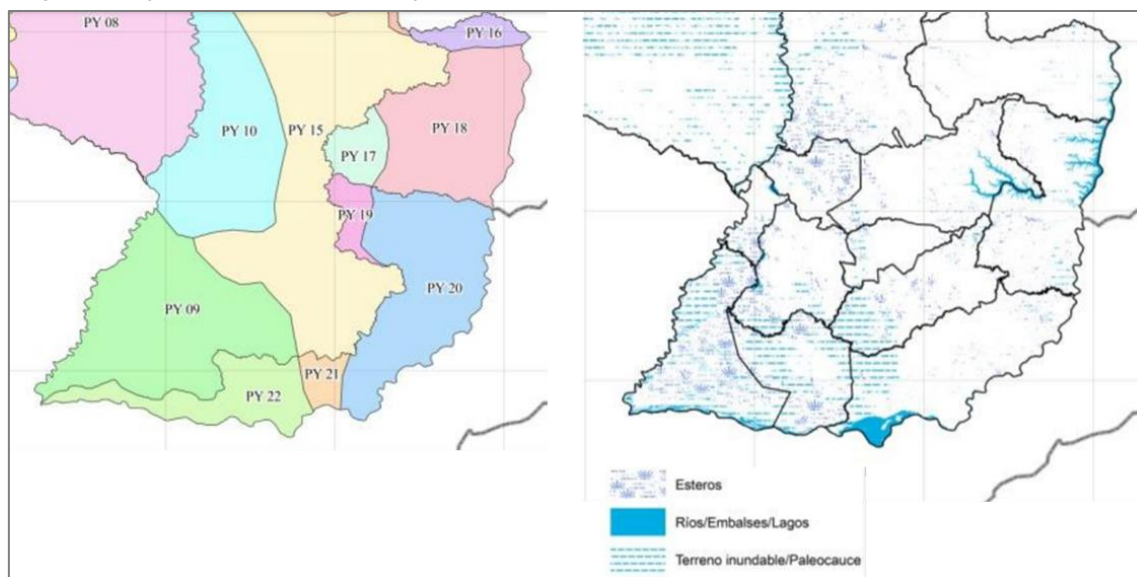 PY 08
PY 16
PY 10
PY 15
PY 18
PY 17
PY 19
PY 20
PY 09
PY 21
PY 22
Esteros
Ríos/Embalses/Lagos
Terreno inundable/Paleocauce